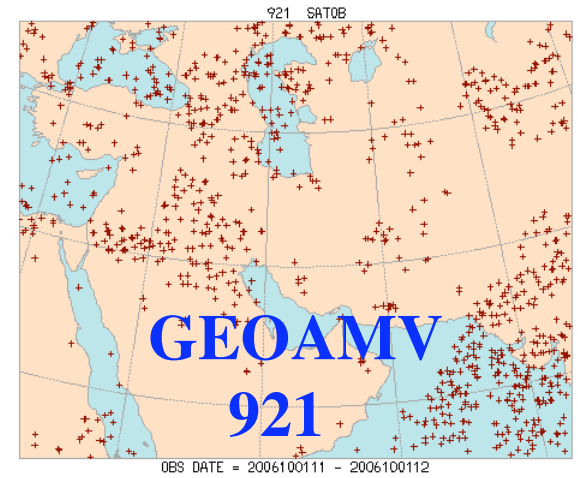 921 SATOB
GEOAMV
921
OBS DATE = 2006100111 - 2006100112